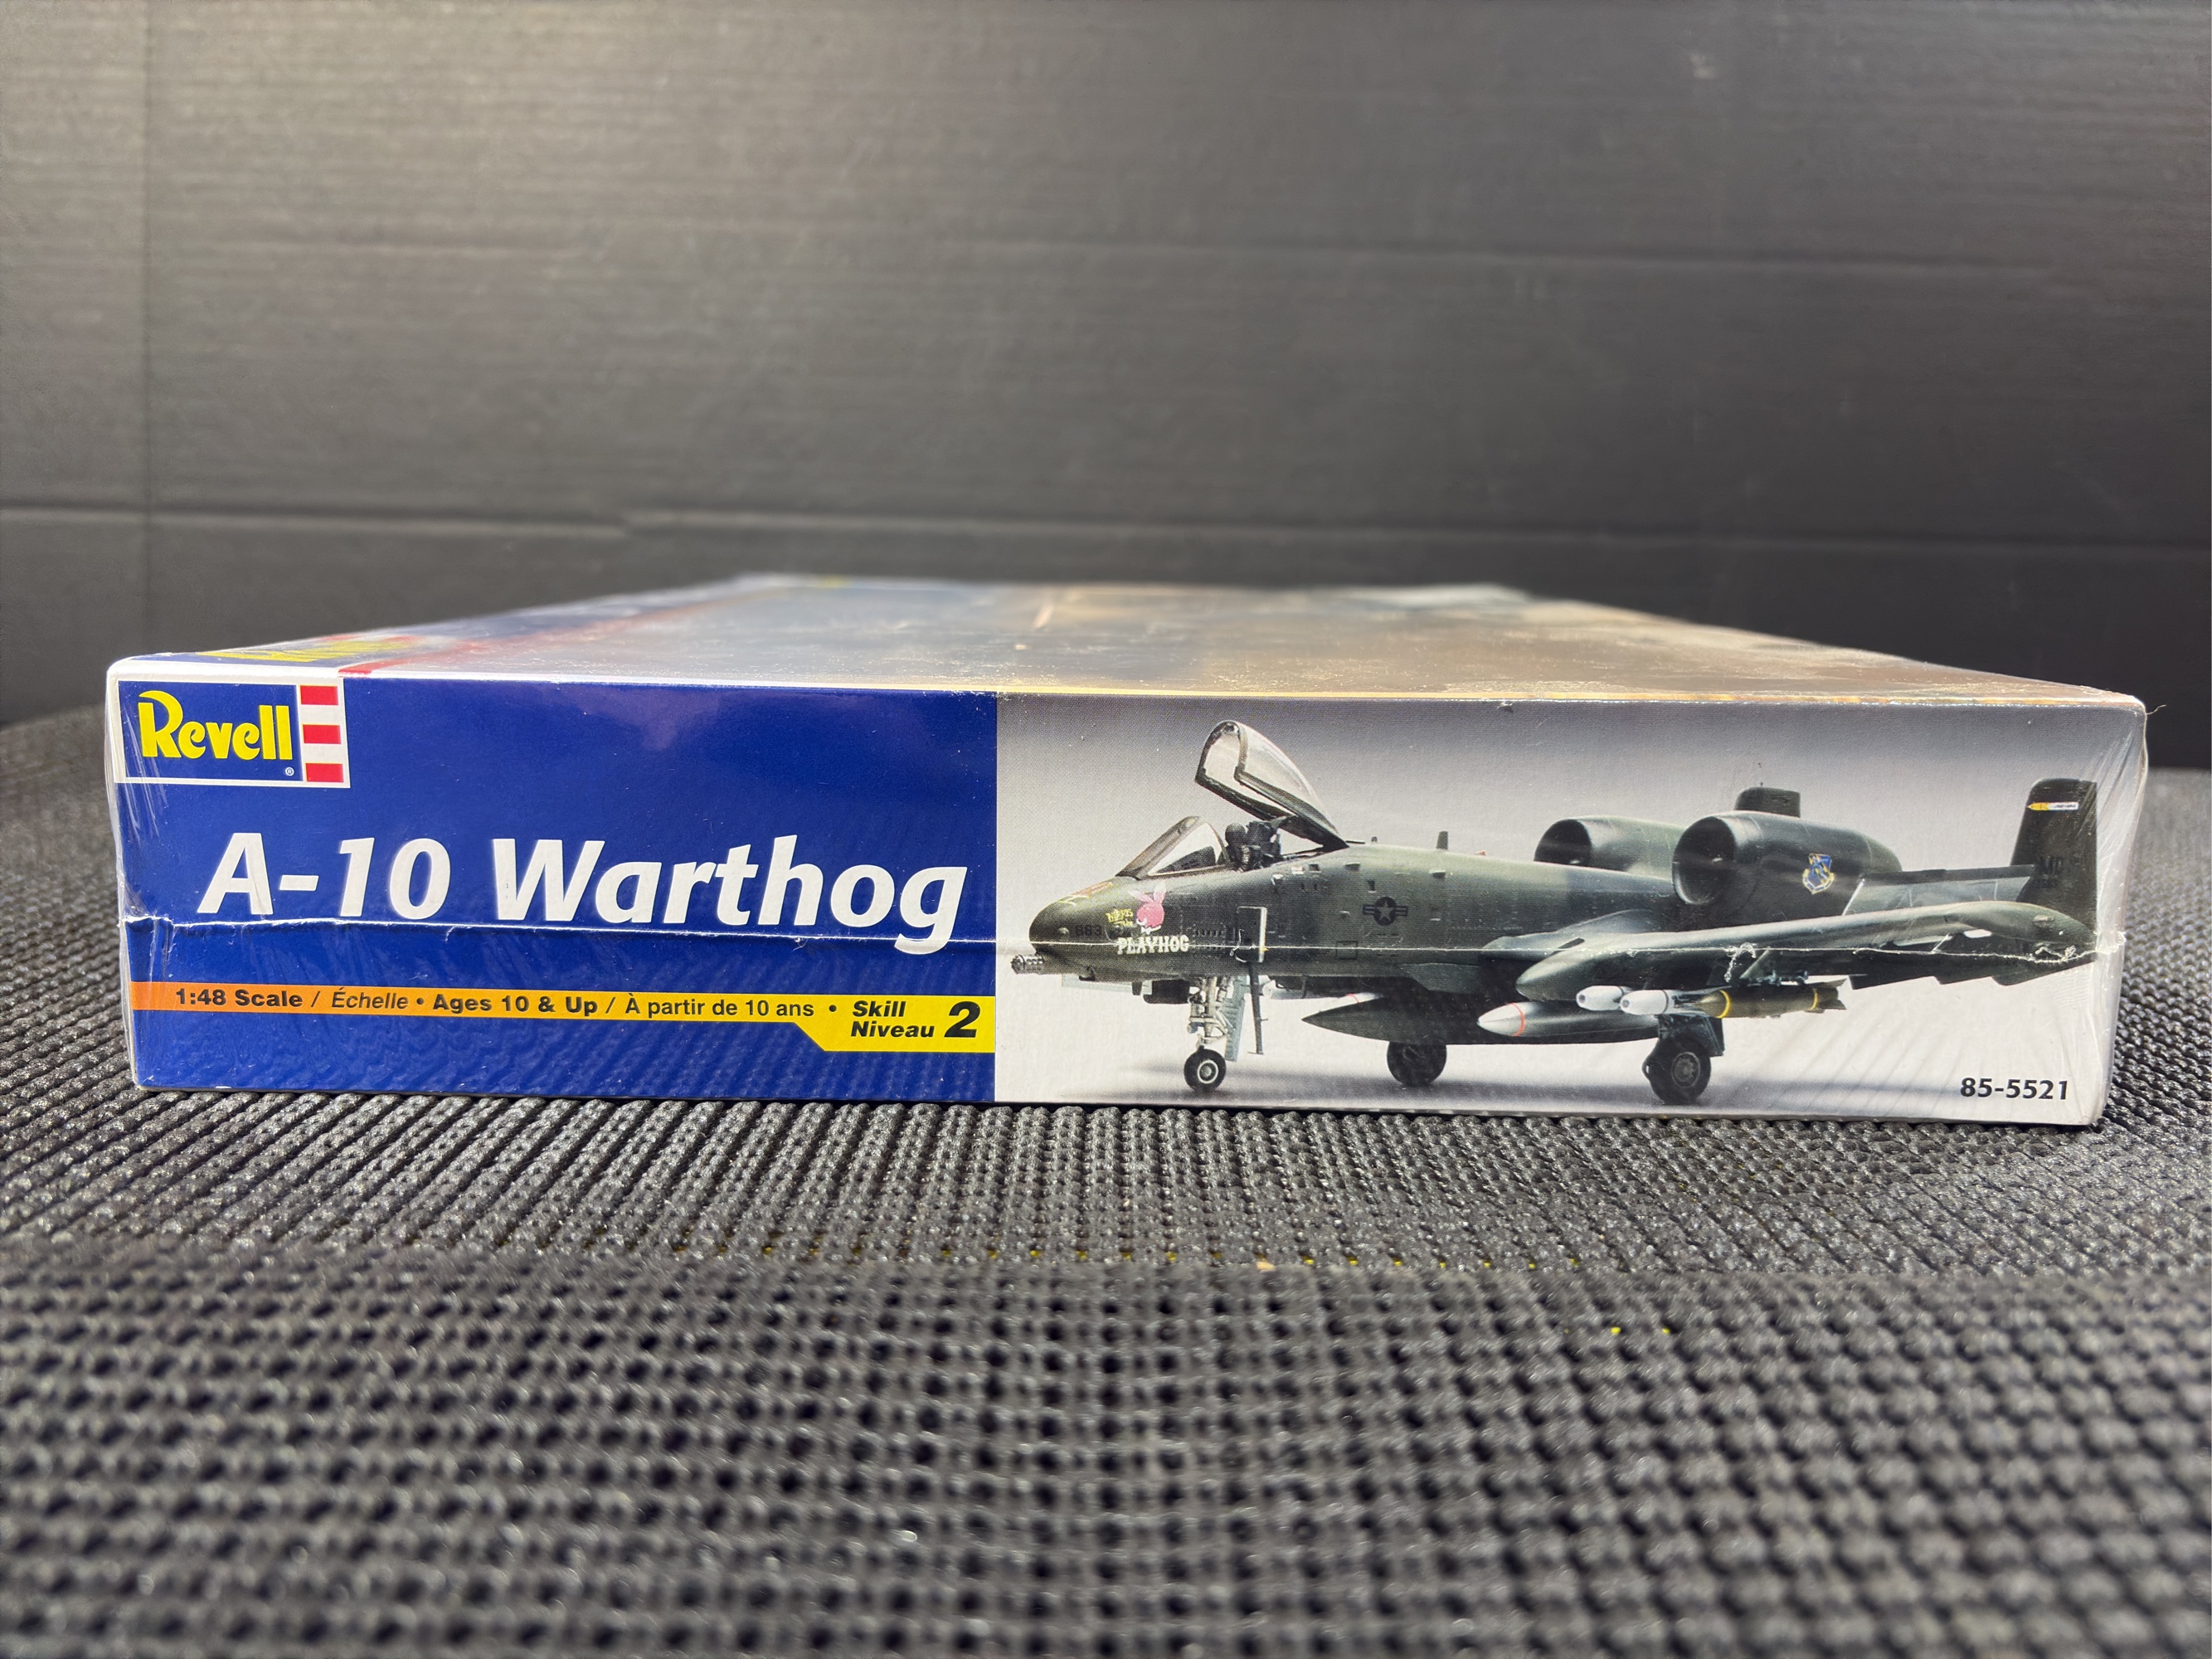 Revell®
A-10 Warthog
1:48 Scale / Échelle • Ages 10 & Up / À partir de 10 ans • Skill
Niveau 2
PLAYHOG
85-5521